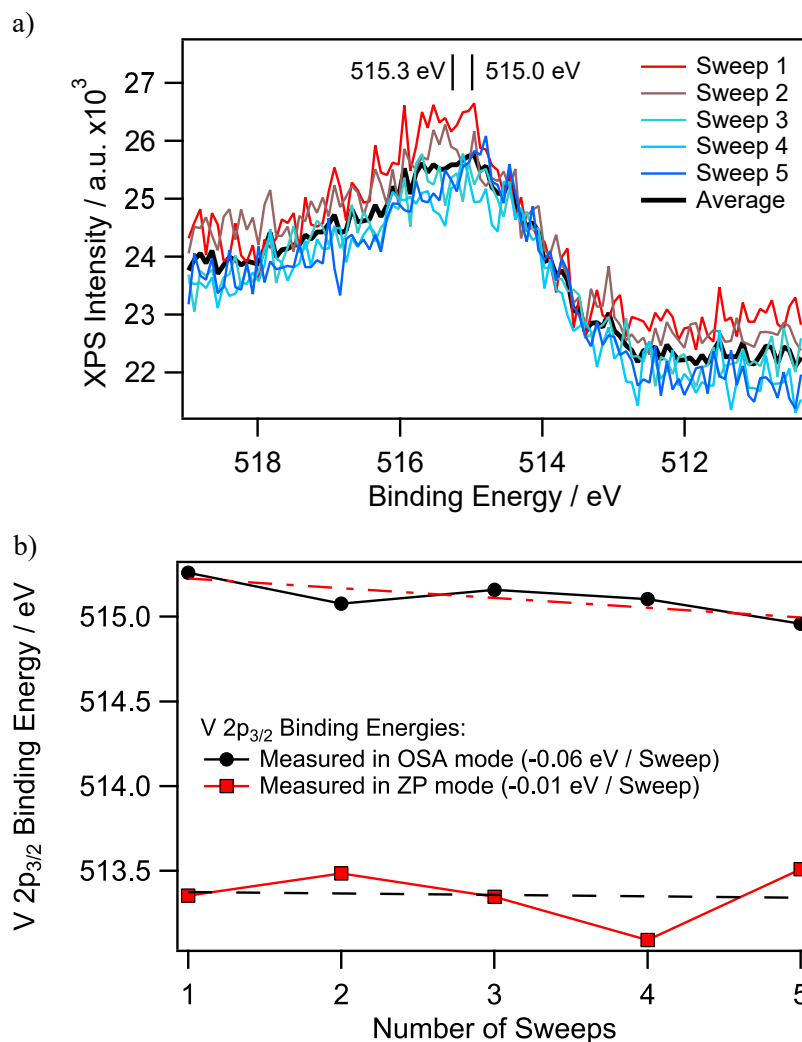 a)
27
26
25
24
23
22
XPS Intensity / a.u. x10³
515.3 eV
515.0 eV
Sweep 1
Sweep 2
Sweep 3
Sweep 4
Sweep 5
Average
518
516
514
512
Binding Energy / eV
b)
515.0
514.5
514.0
513.5
V 2p₃/₂ Binding Energy / eV
V 2p₃/₂ Binding Energies:
Measured in OSA mode (-0.06 eV / Sweep)
Measured in ZP mode (-0.01 eV / Sweep)
1
2
3
4
5
Number of Sweeps